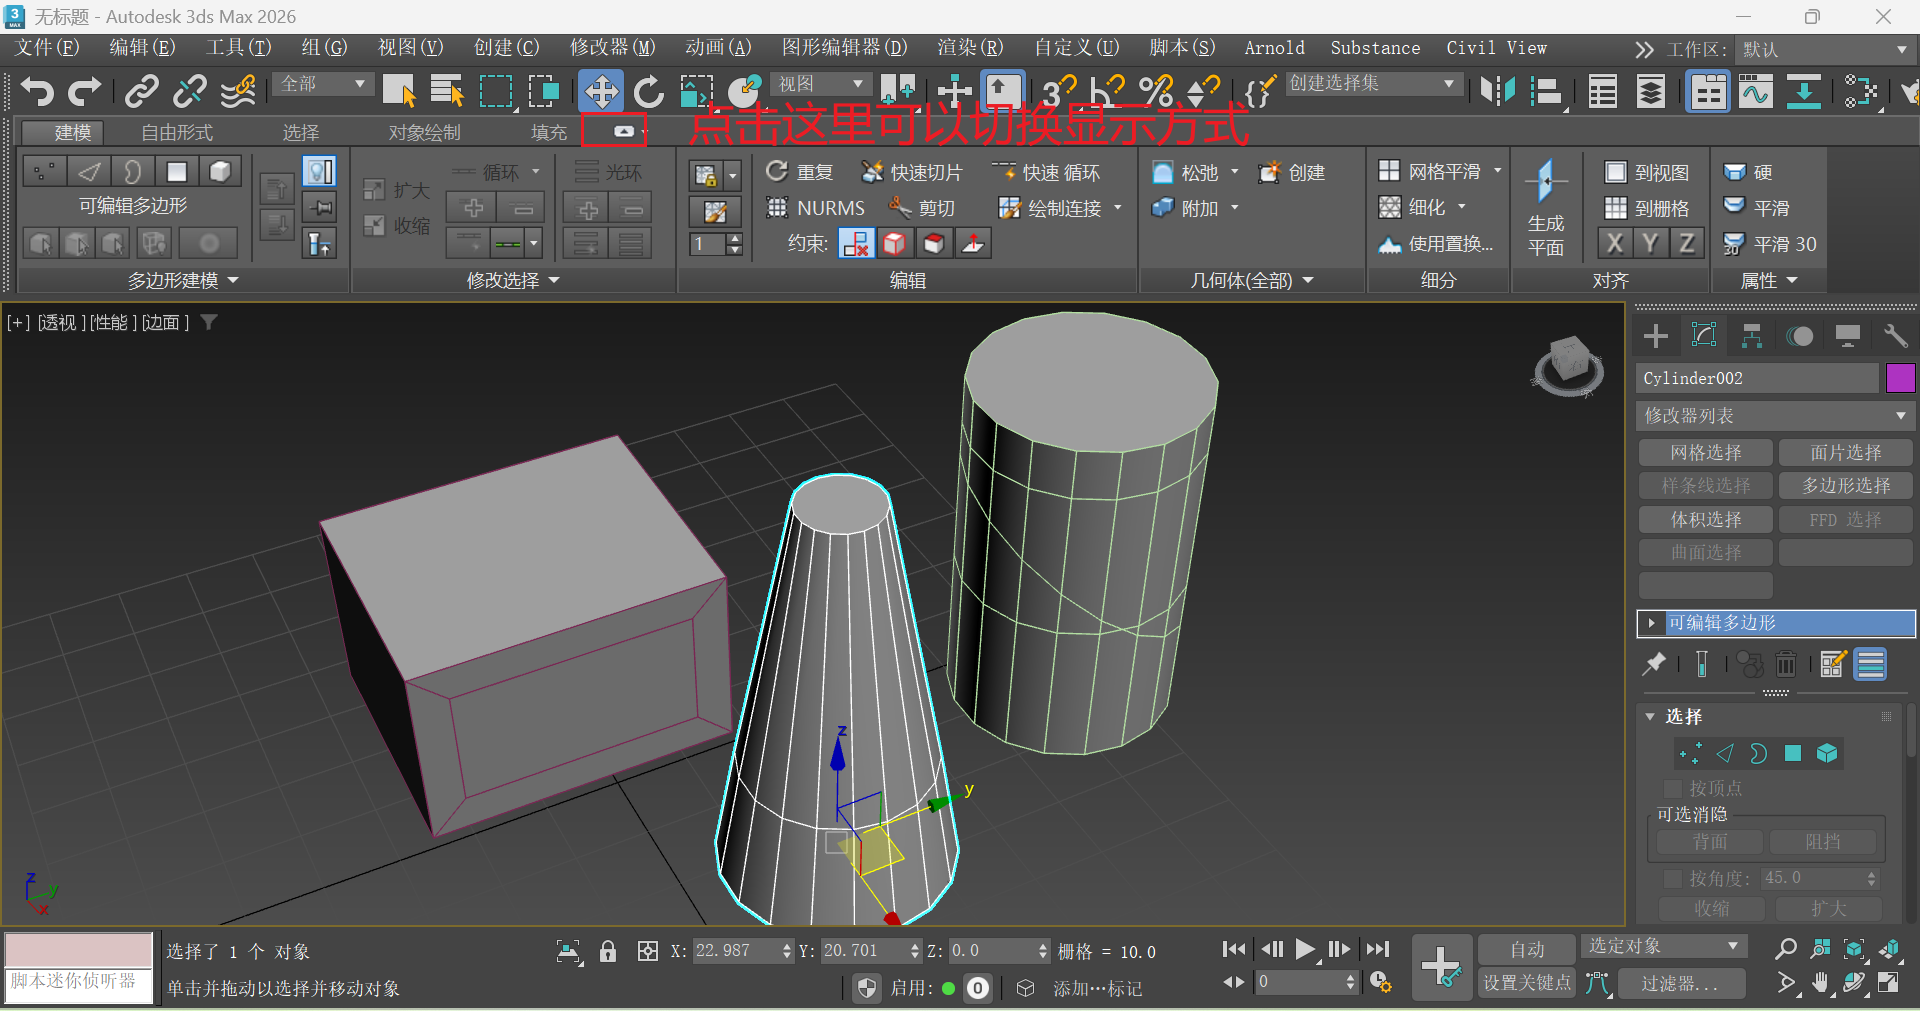 无标题 - Autodesk 3ds Max 2026
文件(F) 编辑(E) 工具(T) 组(G) 视图(V) 创建(C) 修改器(M) 动画(A) 图形编辑器(D) 渲染(R) 自定义(U) 脚本(S) Arnold Substance Civil View 工作区: 默认
全部 视图 创建选择集
建模 自由形式 选择 对象绘制 填充 点击这里可以切换显示方式
循环 光环 重复 快速切片 快速 循环 松弛 创建 网格平滑 到视图 硬
扩大
可编辑多边形 收缩 NURMS 剪切 绘制连接 附加 细化 生成平面 到栅格 平滑
1 约束: 使用置换... X Y Z 平滑 30
多边形建模 修改选择 编辑 几何体(全部) 细分 对齐 属性
[+] [透视 ] [性能 ] [边面 ]
Cylinder002
修改器列表
网格选择 面片选择
样条线选择 多边形选择
体积选择 FFD 选择
曲面选择
可编辑多边形
选择
按顶点
可选消隐
背面 阻挡
按角度: 45.0
收缩 扩大
z
y
z
y
x
选择了 1 个 对象 X: 22.987 Y: 20.701 Z: 0.0 栅格 = 10.0 自动 选定对象
脚本迷你侦听器 单击并拖动以选择并移动对象 启用: 0 添加…标记 0 设置关键点 过滤器...